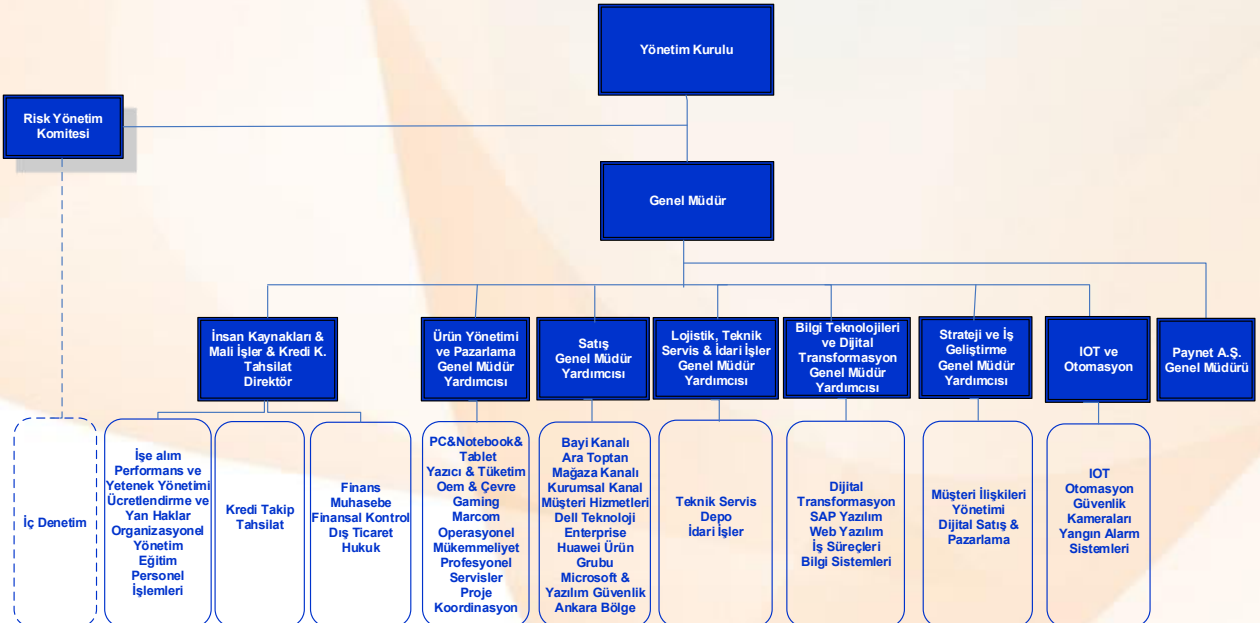 Yönetim Kurulu
Risk Yönetim
Komitesi
Genel Müdür
İnsan Kaynakları &
Mali İşler & Kredi K.
Tahsilat
Direktör
Ürün Yönetimi
ve Pazarlama
Genel Müdür
Yardımcısı
Satış
Genel Müdür
Yardımcısı
Lojistik, Teknik
Servis & İdari İşler
Genel Müdür
Yardımcısı
Bilgi Teknolojileri
ve Dijital
Transformasyon
Genel Müdür
Yardımcısı
Strateji ve İş
Geliştirme
Genel Müdür
Yardımcısı
IOT ve
Otomasyon
Paynet A.Ş.
Genel Müdürü
İç Denetim
İşe alım
Performans ve
Yetenek Yönetimi
Ücretlendirme ve
Yan Haklar
Organizasyonel
Yönetim
Eğitim
Personel
İşlemleri
Kredi Takip
Tahsilat
Finans
Muhasebe
Finansal Kontrol
Dış Ticaret
Hukuk
PC&Notebook&
Tablet
Yazıcı & Tüketim
Oem & Çevre
Gaming
Marcom
Operasyonel
Mükemmeliyet
Profesyonel
Servisler
Proje
Koordinasyon
Bayi Kanalı
Ara Toptan
Mağaza Kanalı
Kurumsal Kanal
Müşteri Hizmetleri
Dell Teknoloji
Enterprise
Huawei Ürün
Grubu
Microsoft &
Yazılım Güvenlik
Ankara Bölge
Teknik Servis
Depo
İdari İşler
Dijital
Transformasyon
SAP Yazılım
Web Yazılım
İş Süreçleri
Bilgi Sistemleri
Müşteri İlişkileri
Yönetimi
Dijital Satış &
Pazarlama
IOT
Otomasyon
Güvenlik
Kameraları
Yangın Alarm
Sistemleri